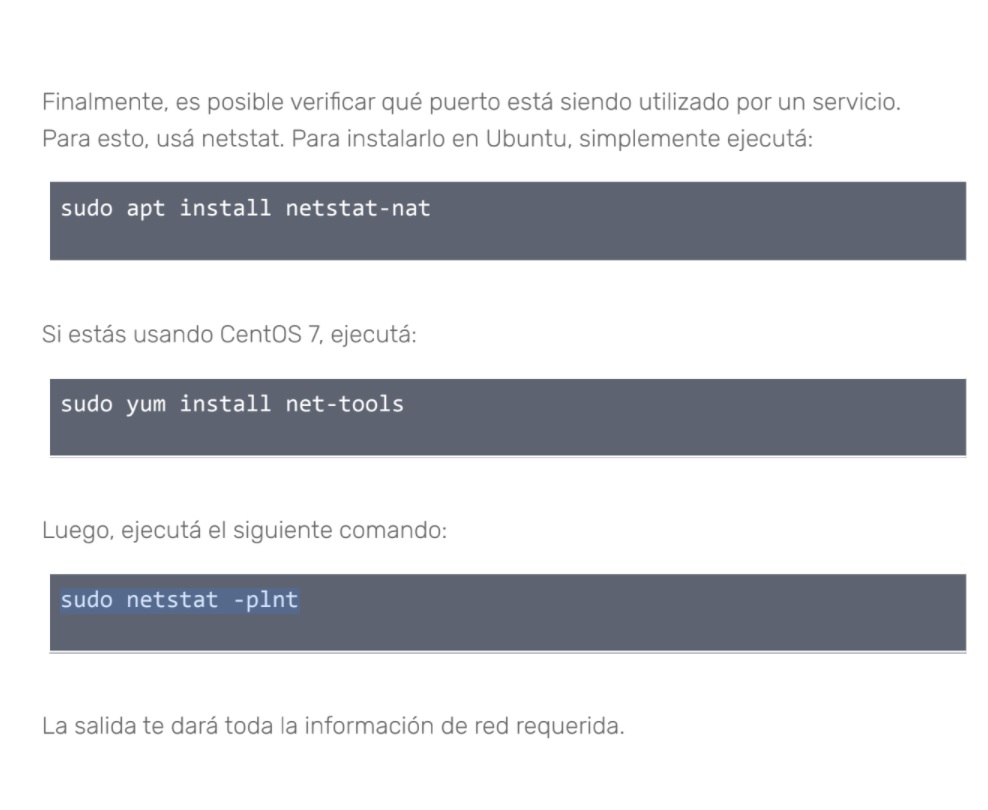 Finalmente, es posible verificar qué puerto está siendo utilizado por un servicio.
Para esto, usá netstat. Para instalarlo en Ubuntu, simplemente ejecutá:
sudo apt install netstat-nat
Si estás usando CentOS 7, ejecutá:
sudo yum install net-tools
Luego, ejecutá el siguiente comando:
sudo netstat -plnt
La salida te dará toda la información de red requerida.